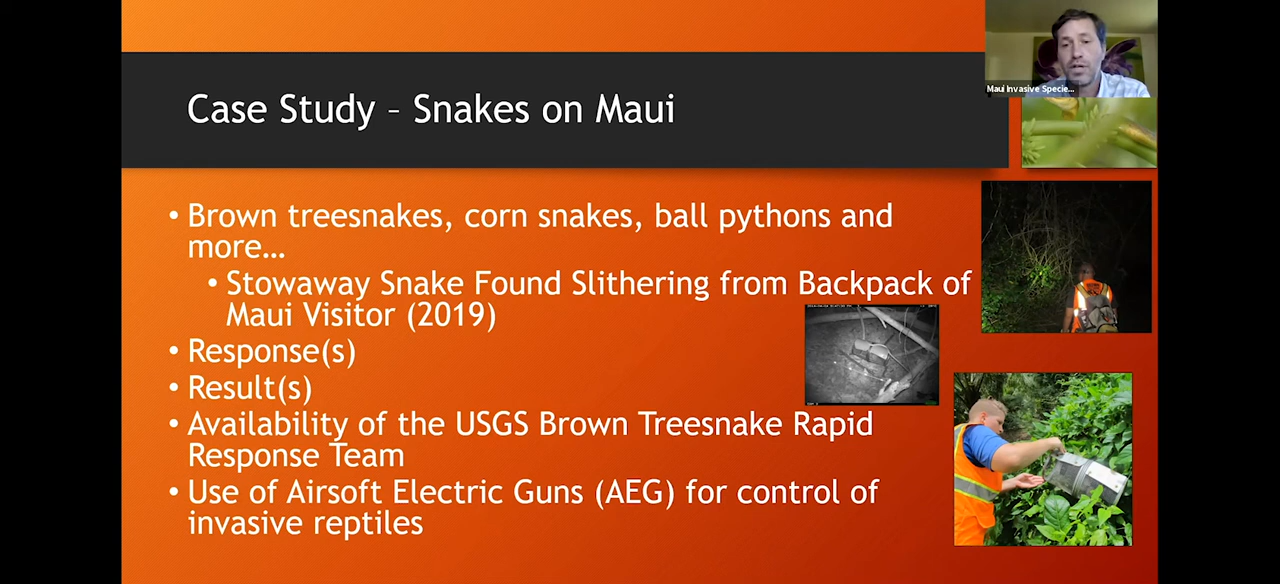 Maui Invasive Specie...
Case Study – Snakes on Maui
• Brown treesnakes, corn snakes, ball pythons and
more…
• Stowaway Snake Found Slithering from Backpack of
Maui Visitor (2019)
• Response(s)
• Result(s)
• Availability of the USGS Brown Treesnake Rapid
Response Team
• Use of Airsoft Electric Guns (AEG) for control of
invasive reptiles